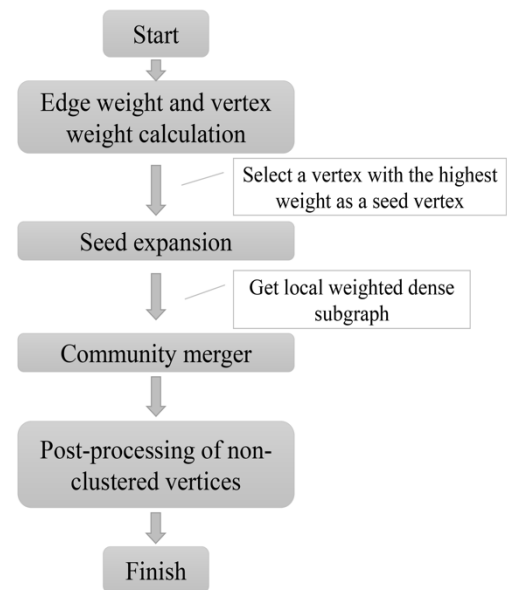 Start
Edge weight and vertex
weight calculation
Select a vertex with the highest
weight as a seed vertex
Seed expansion
Get local weighted dense
subgraph
Community merger
Post-processing of non-
clustered vertices
Finish